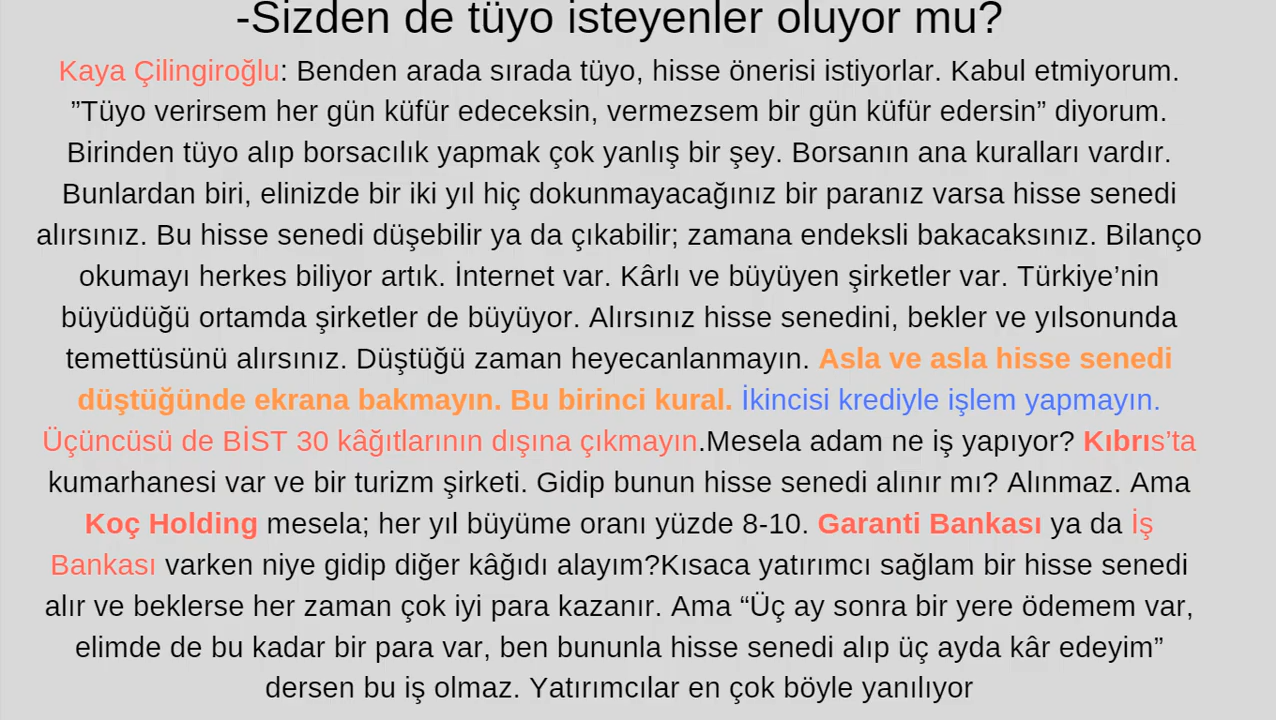 -Sizden de tüyo isteyenler oluyor mu?
Kaya Çilingiroğlu: Benden arada sırada tüyo, hisse önerisi istiyorlar. Kabul etmiyorum.
”Tüyo verirsem her gün küfür edeceksin, vermezsem bir gün küfür edersin” diyorum.
Birinden tüyo alıp borsacılık yapmak çok yanlış bir şey. Borsanın ana kuralları vardır.
Bunlardan biri, elinizde bir iki yıl hiç dokunmayacağınız bir paranız varsa hisse senedi
alırsınız. Bu hisse senedi düşebilir ya da çıkabilir; zamana endeksli bakacaksınız. Bilanço
okumayı herkes biliyor artık. İnternet var. Kârlı ve büyüyen şirketler var. Türkiye’nin
büyüdüğü ortamda şirketler de büyüyor. Alırsınız hisse senedini, bekler ve yılsonunda
temettüsünü alırsınız. Düştüğü zaman heyecanlanmayın. Asla ve asla hisse senedi
düştüğünde ekrana bakmayın. Bu birinci kural. İkincisi krediyle işlem yapmayın.
Üçüncüsü de BİST 30 kâğıtlarının dışına çıkmayın.Mesela adam ne iş yapıyor? Kıbrıs’ta
kumarhanesi var ve bir turizm şirketi. Gidip bunun hisse senedi alınır mı? Alınmaz. Ama
Koç Holding mesela; her yıl büyüme oranı yüzde 8-10. Garanti Bankası ya da İş
Bankası varken niye gidip diğer kâğıdı alayım?Kısaca yatırımcı sağlam bir hisse senedi
alır ve beklerse her zaman çok iyi para kazanır. Ama “Üç ay sonra bir yere ödemem var,
elimde de bu kadar bir para var, ben bununla hisse senedi alıp üç ayda kâr edeyim”
dersen bu iş olmaz. Yatırımcılar en çok böyle yanılıyor